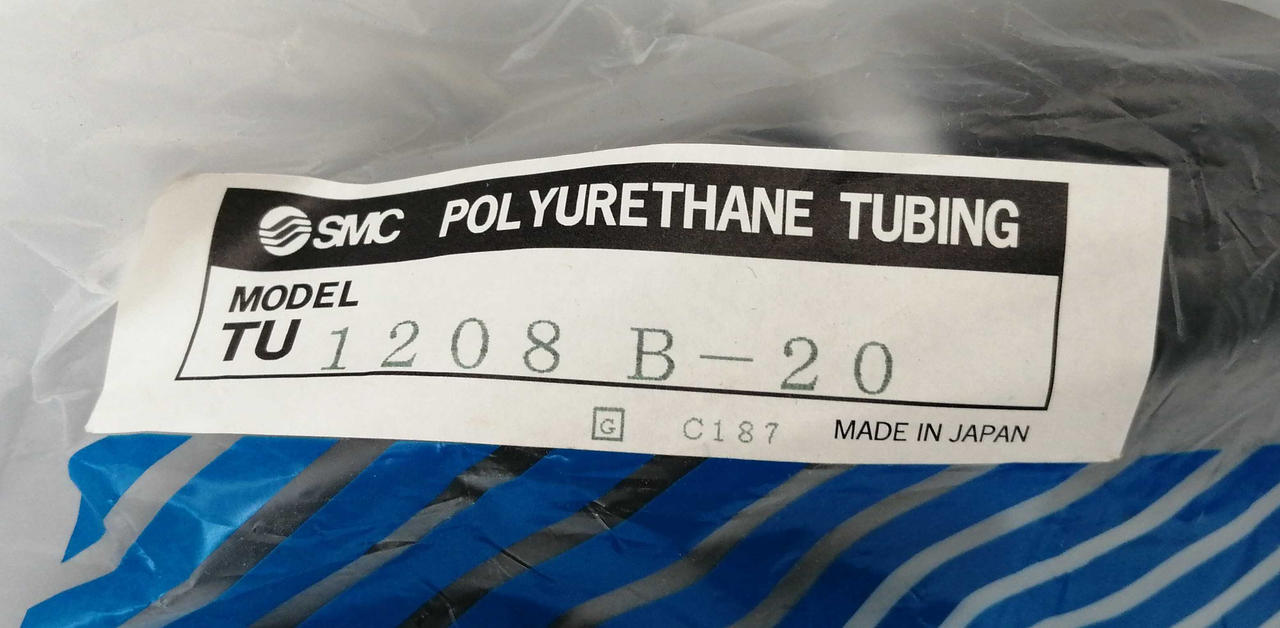 SMC POLYURETHANE TUBING
MODEL
TU 1208 B-20
G C187 MADE IN JAPAN